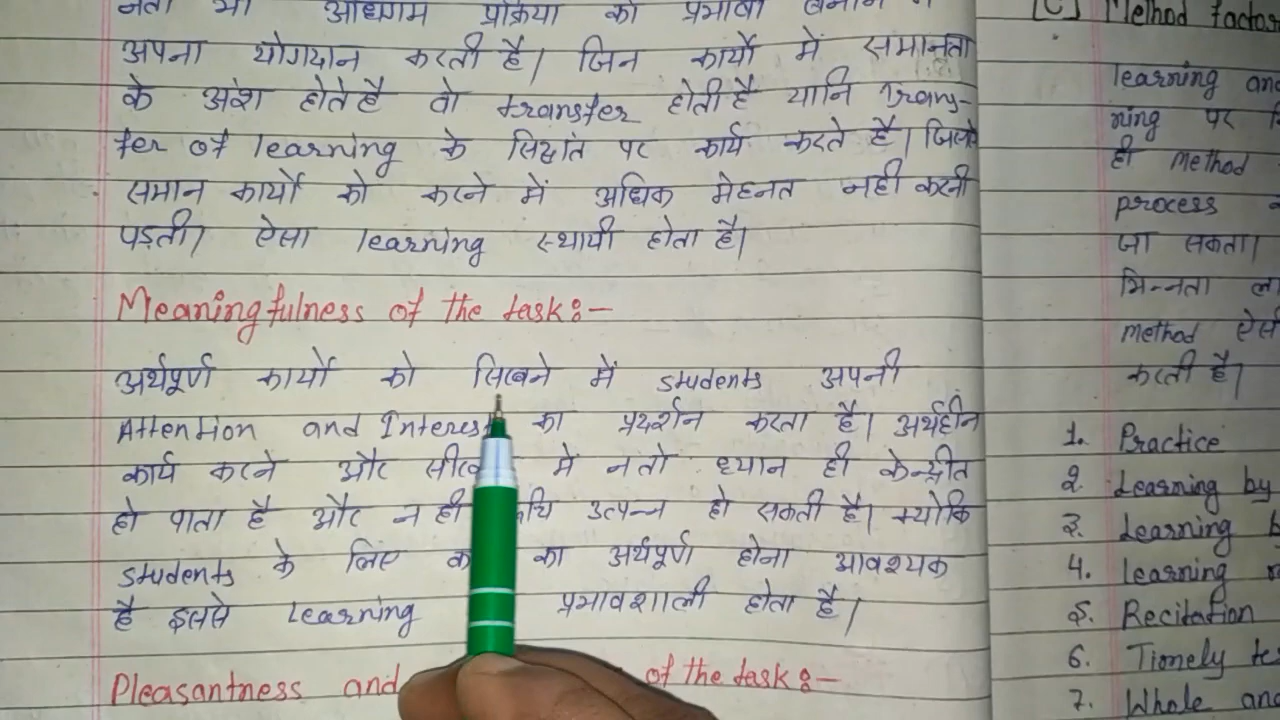 अपना योगदान करती है। जिन कार्यों में समानता
के अंश होते है वो transfer होती है यानि Trans-
fer of learning के सिद्धांत पर कार्य करते है। जिससे
समान कार्यों को करने में अधिक मेहनत नही करनी
पड़ती। ऐसा learning स्थायी होता है।
Meaningfulness of the task:-
अर्थपूर्ण कार्यों को सिखने में students अपनी
Attention and Interest का प्रदर्शन करता है। अर्थहीन
कार्य करने और सीख में न तो ध्यान ही केन्द्रीत
हो पाता है और न ही उत्पन्न हो सकती है। क्योकि
students के लिए का अर्थपूर्ण होना आवश्यक
है इससे learning प्रभावशाली होता है।
Pleasantness and of the task:-
[C] Method factors
learning and
ning पर
ही method
process
जा सकता।
भिन्नता ला
method ऐसे
करती है।
1. Practice
2. Learning by
3. Learning
4. Learning
5. Recitation
6. Timely
7. Whole and